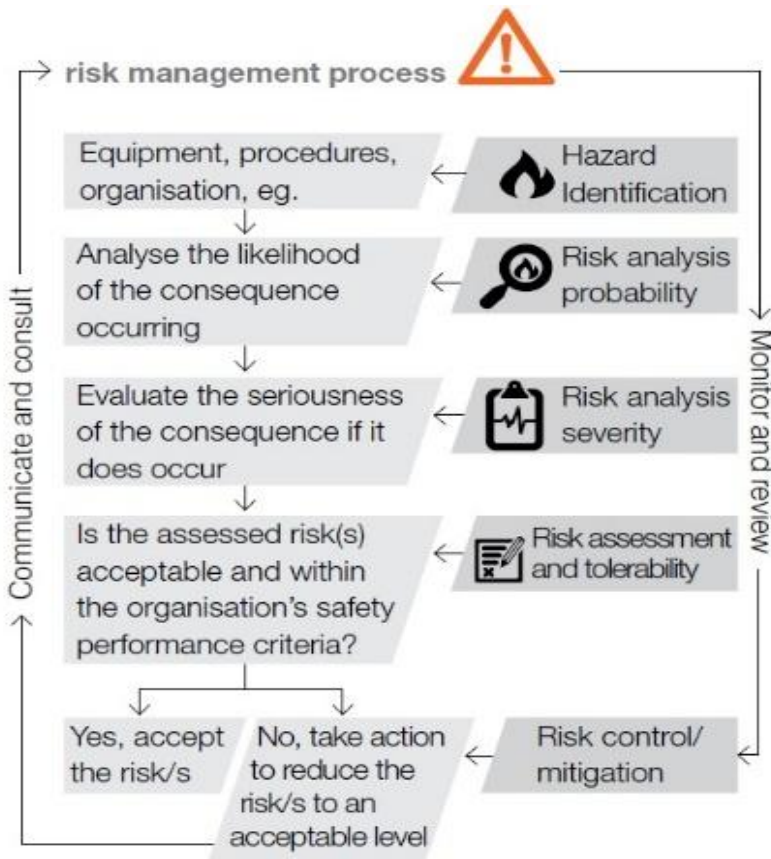 risk management process
Equipment, procedures,
organisation, eg.
Hazard
Identification
Analyse the likelihood
of the consequence
occurring
Risk analysis
probability
Evaluate the seriousness
of the consequence if it
does occur
Risk analysis
severity
Is the assessed risk(s)
acceptable and within
the organisation's safety
performance criteria?
Risk assessment
and tolerability
Yes, accept
the risk/s
No, take action
to reduce the
risk/s to an
acceptable level
Risk control/
mitigation
Communicate and consult
Monitor and review